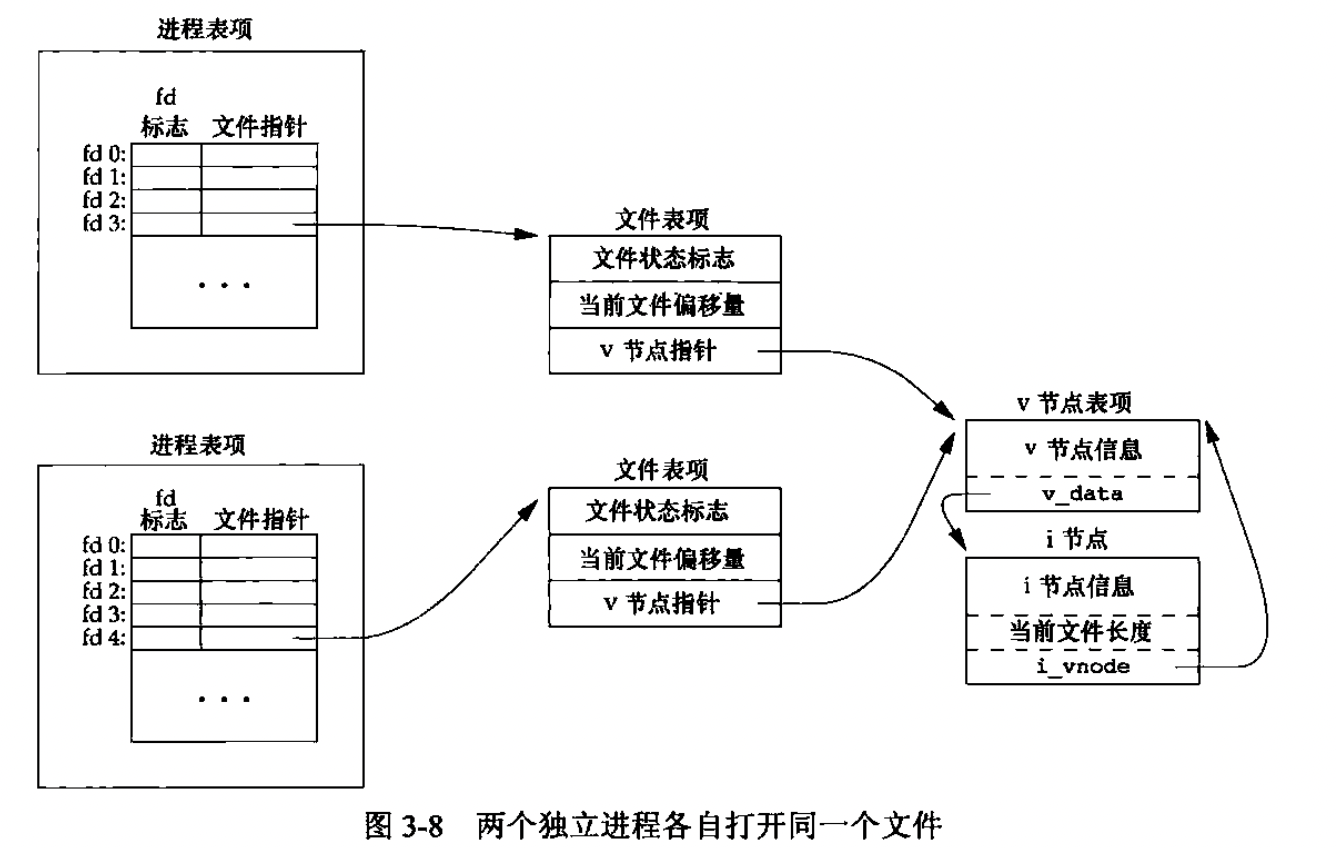 进程表项
fd
标志 文件指针
fd 0:
fd 1:
fd 2:
fd 3:
. . .
文件表项
文件状态标志
当前文件偏移量
v 节点指针
进程表项
fd
标志 文件指针
fd 0:
fd 1:
fd 2:
fd 3:
fd 4:
. . .
文件表项
文件状态标志
当前文件偏移量
v 节点指针
v 节点表项
v 节点信息
v_data
i 节点
i 节点信息
当前文件长度
i_vnode
图 3-8 两个独立进程各自打开同一个文件